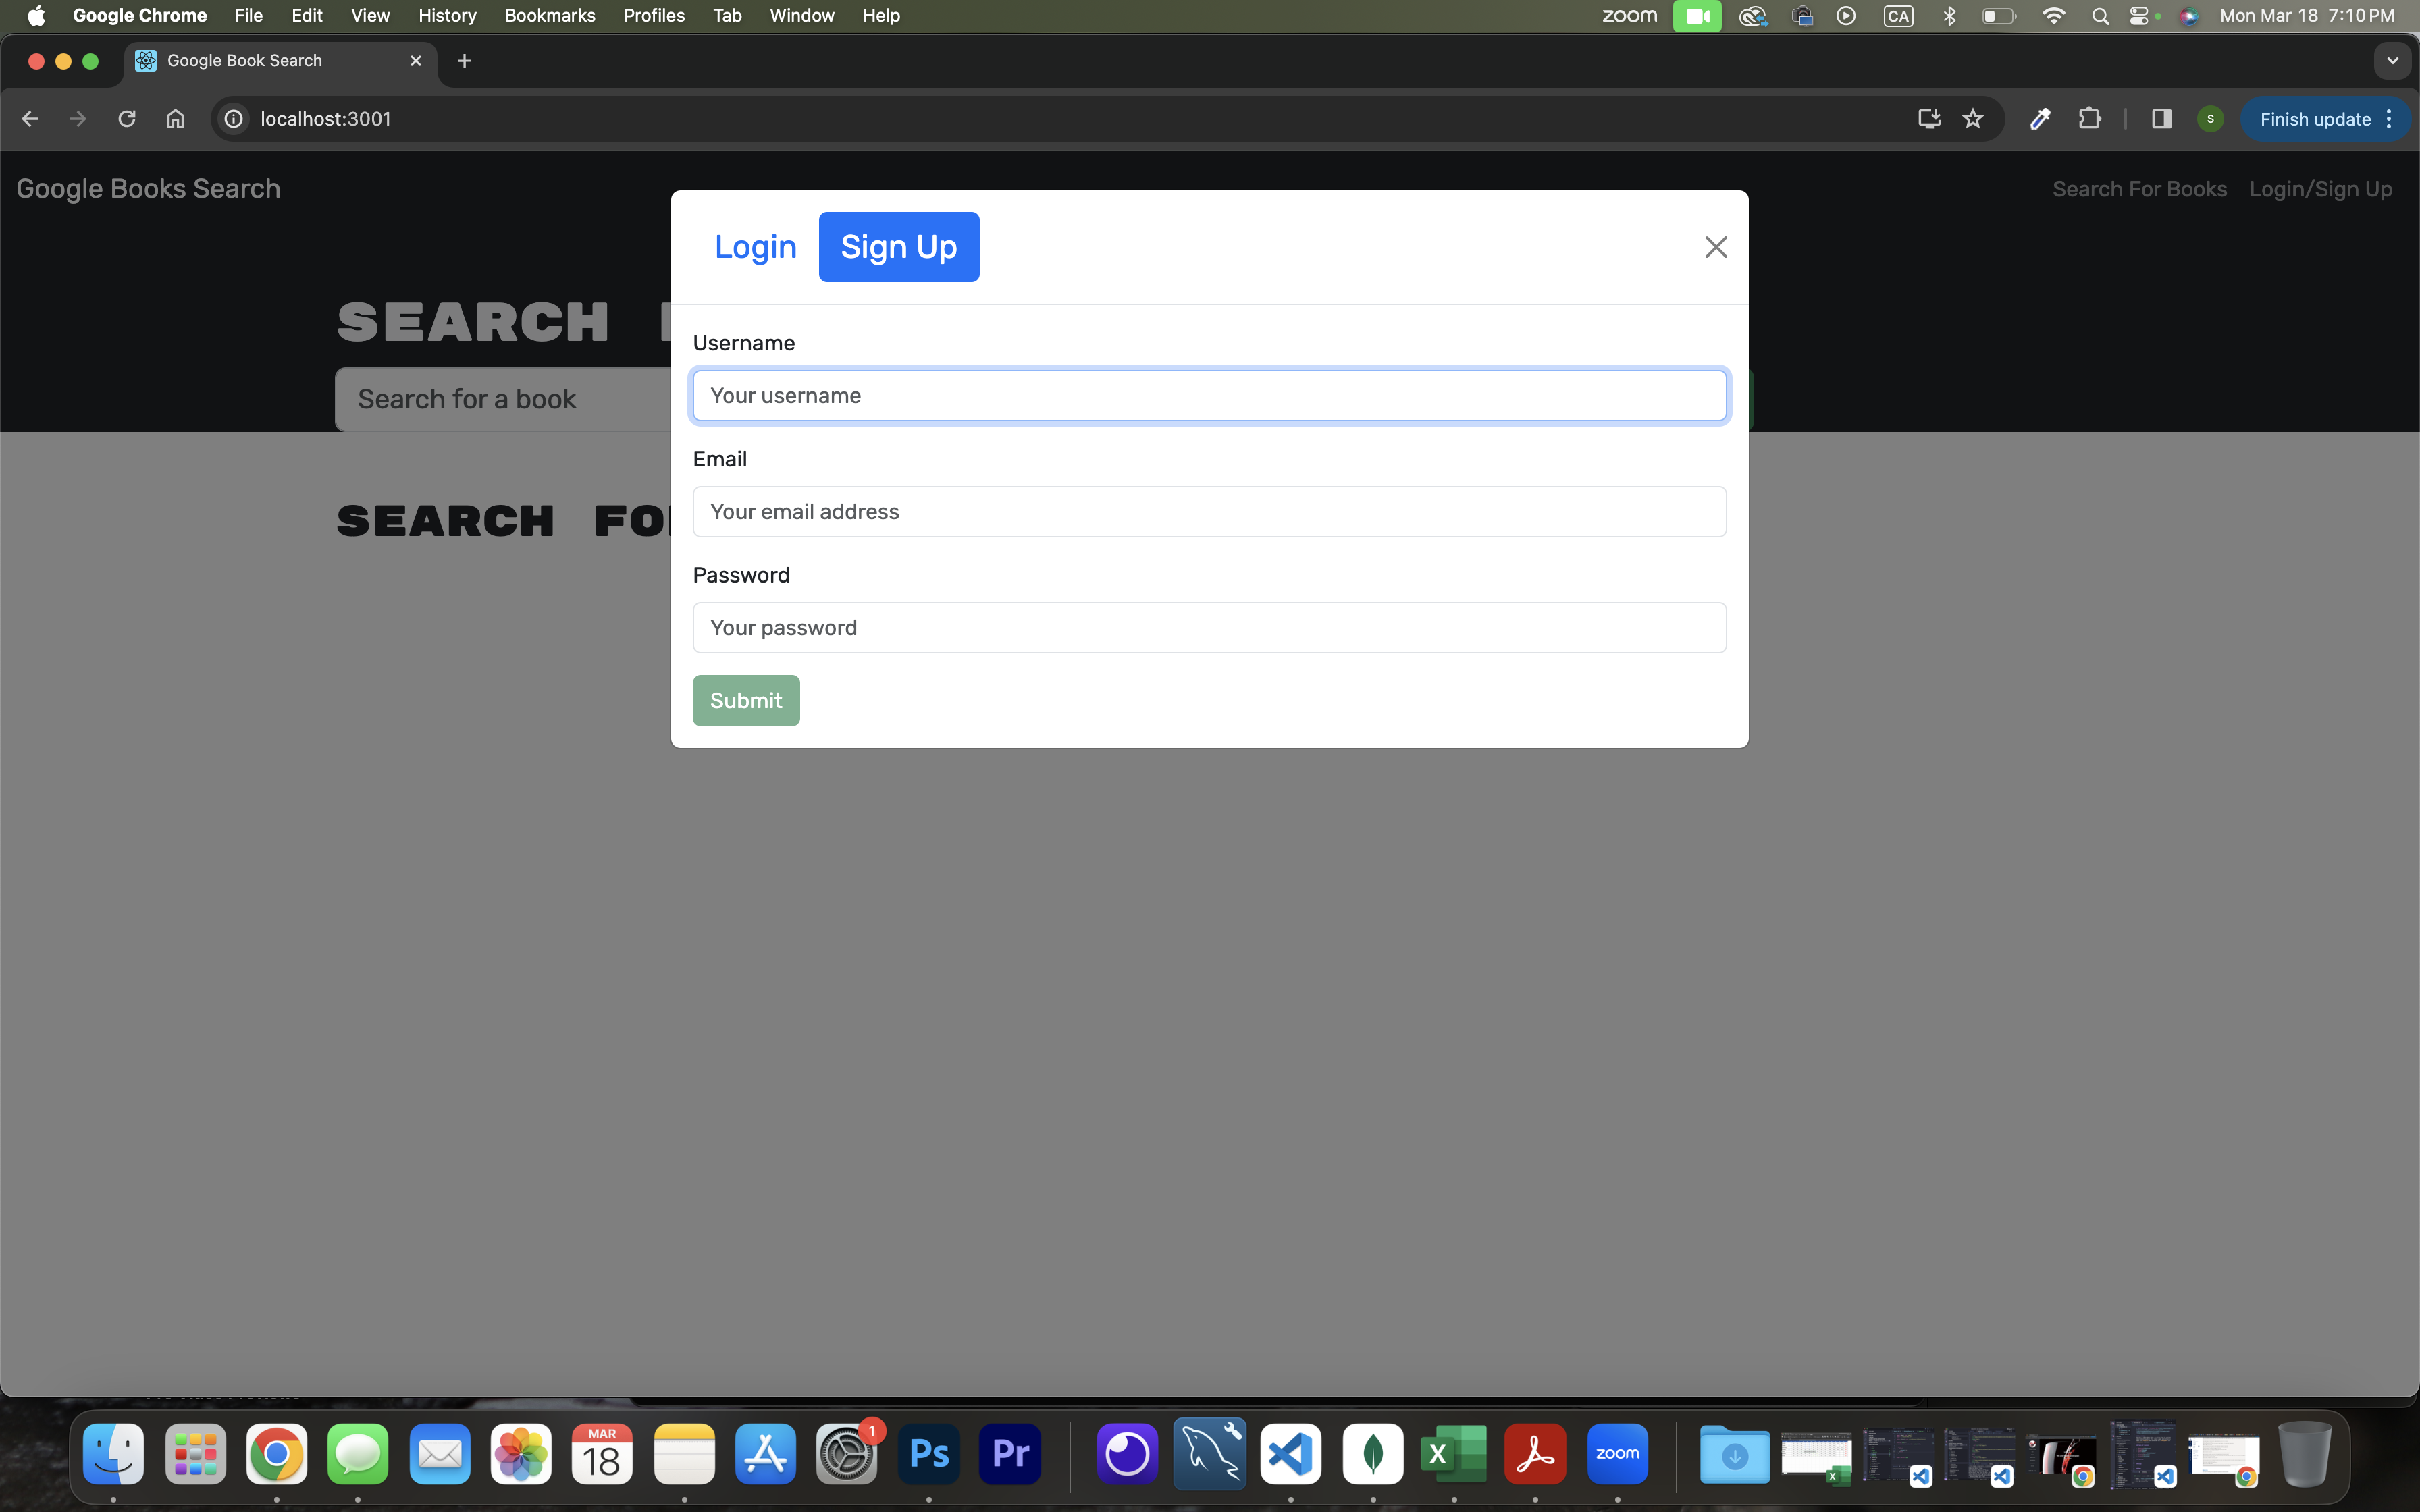 Google Chrome File Edit View History Bookmarks Profiles Tab Window Help zoom CA Mon Mar 18 7:10 PM
Google Book Search
localhost:3001 S Finish update
Google Books Search Search For Books Login/Sign Up
Login Sign Up
SEARCH
Username
Search for a book Your username
Email
Your email address
SEARCH FO
Password
Your password
Submit
MAR
18
1
Ps Pr X zoom